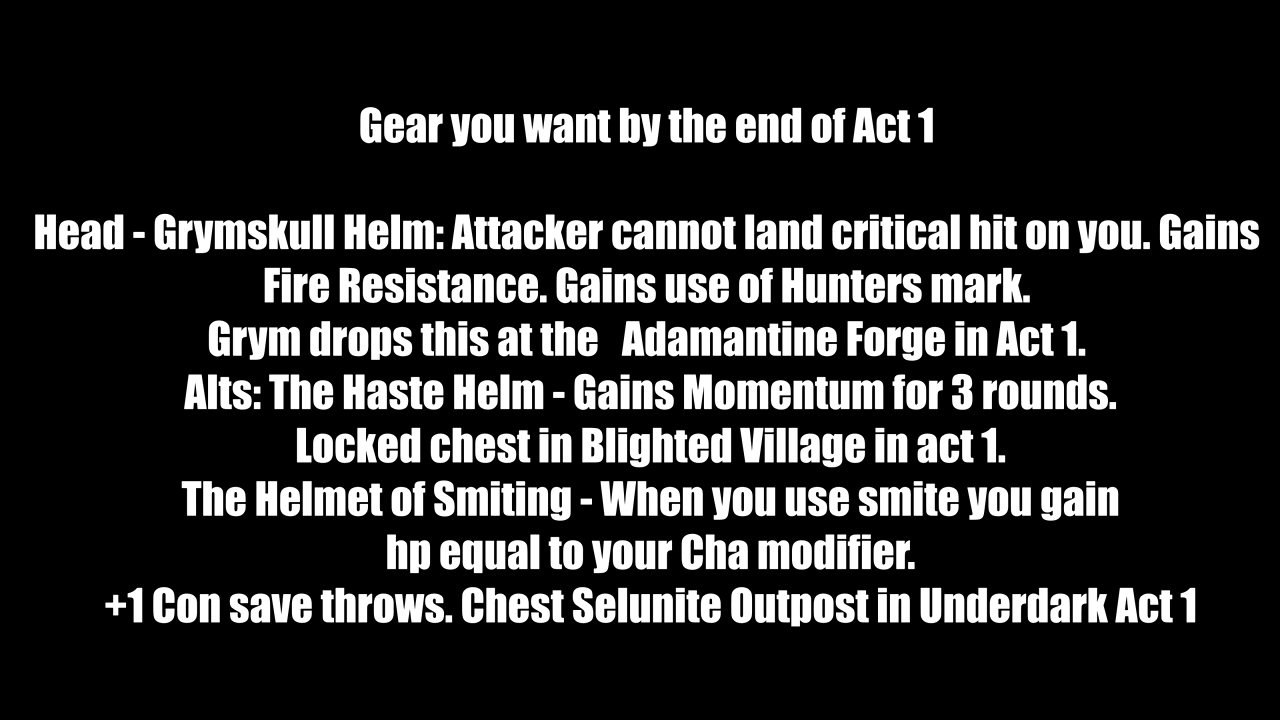 Gear you want by the end of Act 1
Head - Grymskull Helm: Attacker cannot land critical hit on you. Gains
Fire Resistance. Gains use of Hunters mark.
Grym drops this at the   Adamantine Forge in Act 1.
Alts: The Haste Helm - Gains Momentum for 3 rounds.
Locked chest in Blighted Village in act 1.
The Helmet of Smiting - When you use smite you gain
hp equal to your Cha modifier.
+1 Con save throws. Chest Selunite Outpost in Underdark Act 1